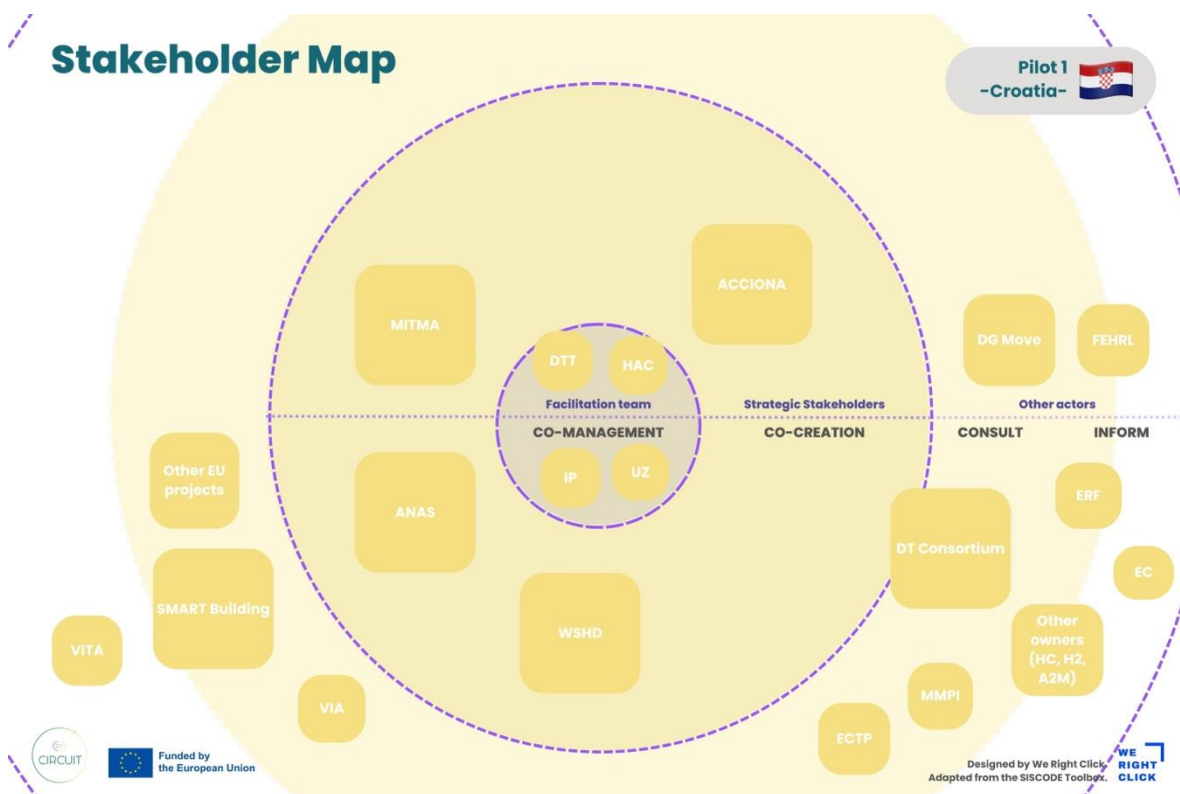 Stakeholder Map
Pilot 1
-Croatia-
ACCIONA
MITMA
DG Move
FEHRL
DTT
HAC
Facilitation team
Strategic Stakeholders
Other actors
CO-MANAGEMENT
CO-CREATION
CONSULT
INFORM
IP
UZ
Other EU
projects
ANAS
ERF
DT Consortium
EC
SMART Building
WSHD
Other
owners
(HC, H2,
A2M)
VITA
VIA
MMPI
ECTP
CIRCUIT
Funded by
the European Union
Designed by We Right Click.
Adapted from the SISCODE Toolbox.
WE
RIGHT
CLICK